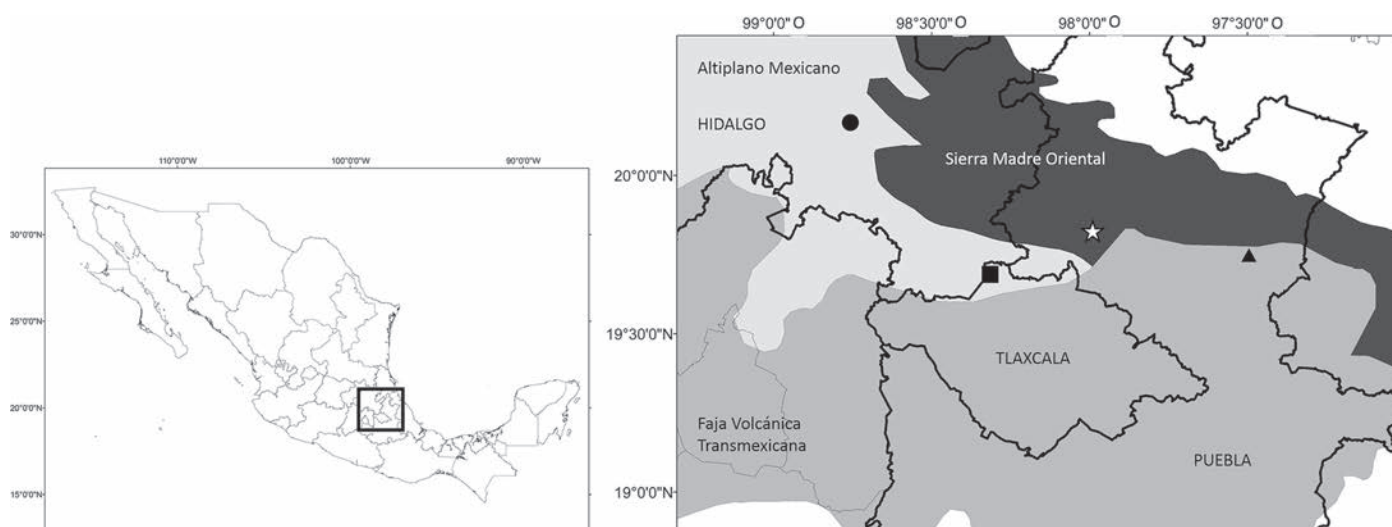 110°0'0"O
100°0'0"O
90°0'0"O
30°0'0"N
25°0'0"N
20°0'0"N
15°0'0"N
99°0'0"O
98°30'0"O
98°0'0"O
97°30'0"O
Altiplano Mexicano
HIDALGO
Sierra Madre Oriental
20°0'0"N
19°30'0"N
TLAXCALA
Faja Volcánica
Transmexicana
PUEBLA
19°0'0"N